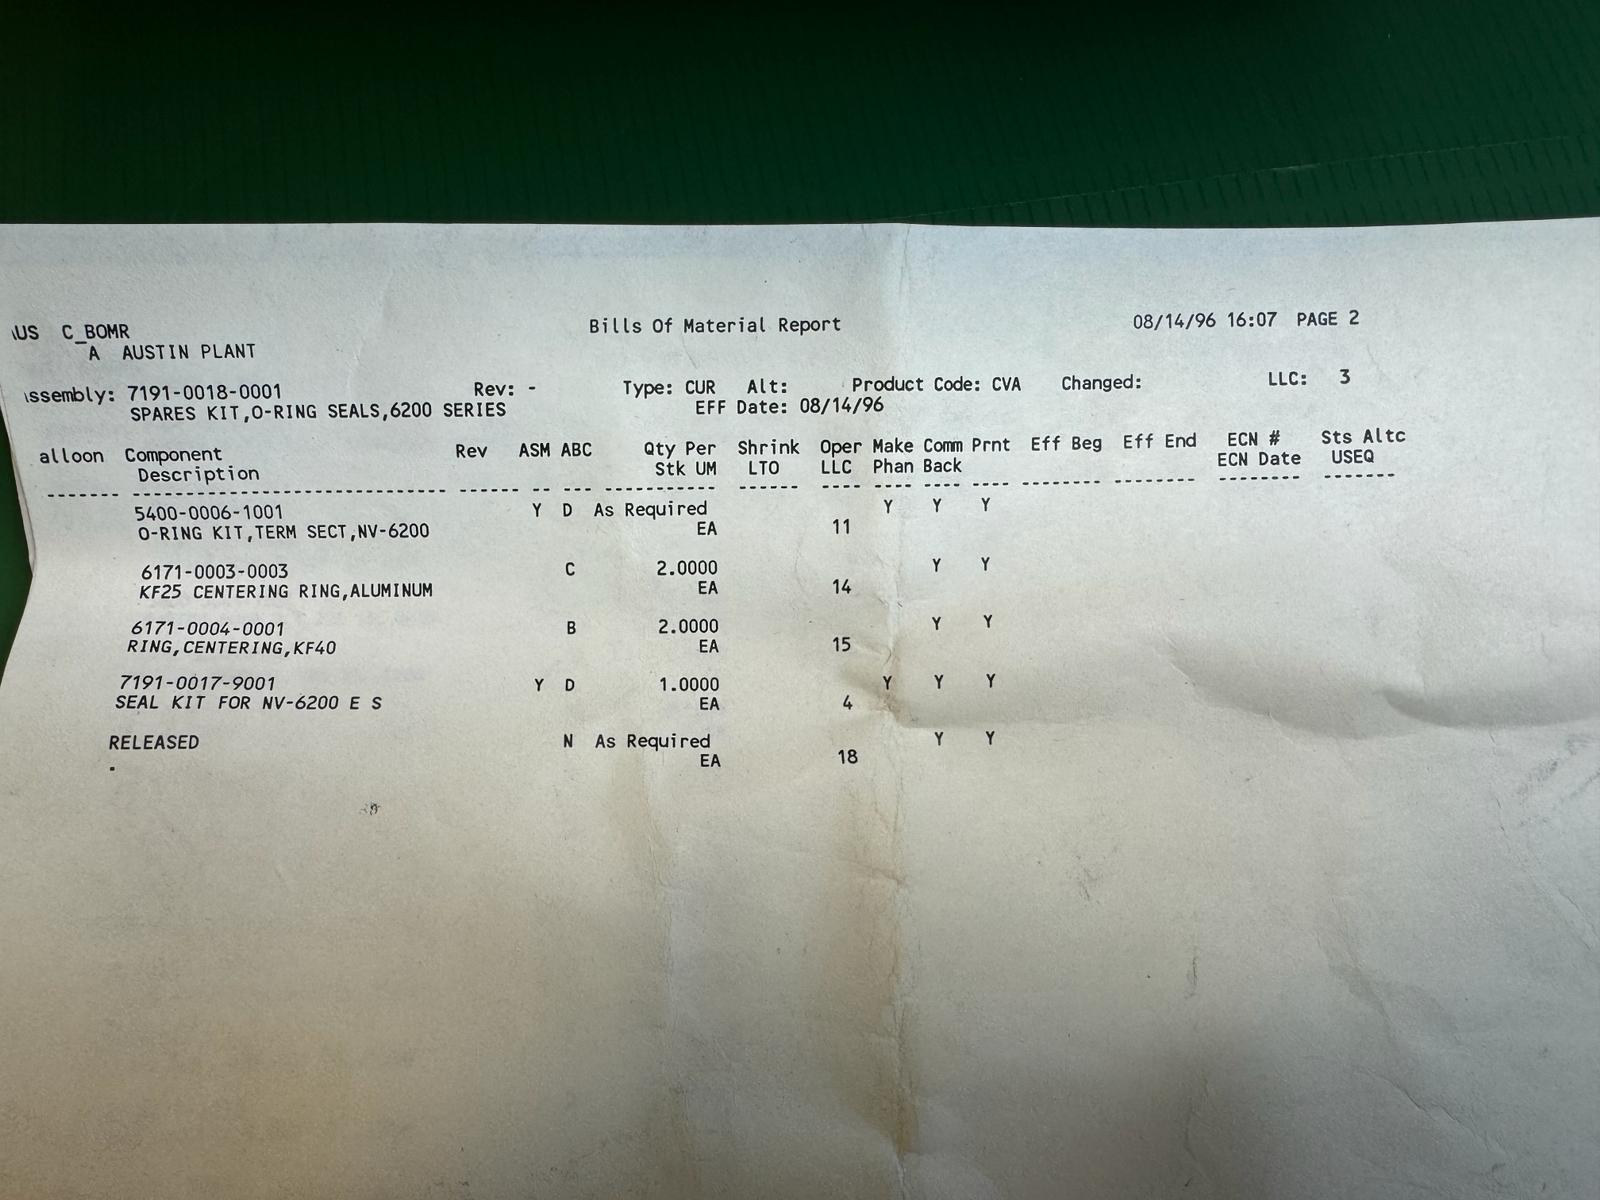 US C_BOMR Bills Of Material Report 08/14/96 16:07 PAGE 2
A AUSTIN PLANT
ssembly: 7191-0018-0001 Rev: - Type: CUR Alt: Product Code: CVA Changed: LLC: 3
SPARES KIT,O-RING SEALS,6200 SERIES EFF Date: 08/14/96
alloon Component Rev ASM ABC Qty Per Shrink Oper Make Comm Prnt Eff Beg Eff End ECN # Sts Altc
Description Stk UM LTO LLC Phan Back ECN Date USEQ
5400-0006-1001 Y D As Required Y Y Y
O-RING KIT,TERM SECT,NV-6200 EA 11
6171-0003-0003 C 2.0000 Y Y
KF25 CENTERING RING,ALUMINUM EA 14
6171-0004-0001 B 2.0000 Y Y
RING,CENTERING,KF40 EA 15
7191-0017-9001 Y D 1.0000 Y Y Y
SEAL KIT FOR NV-6200 E S EA 4
RELEASED N As Required Y Y
. EA 18